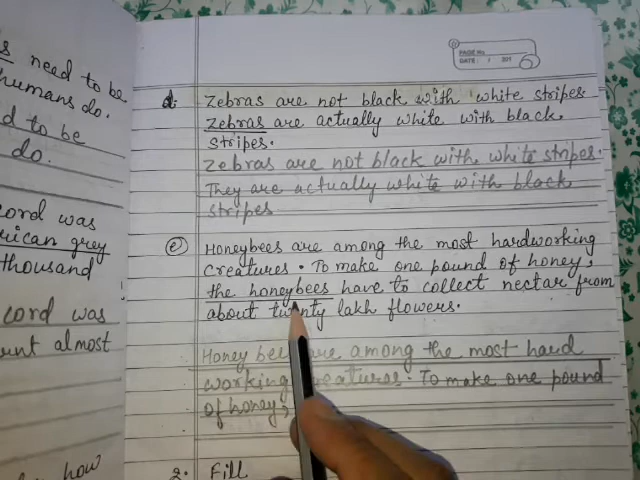 s need to be
humans do.
d to be
do.
cord was
rican grey
thousand
cord was
unt almost
how
PAGE No.
DATE: / 201
d. Zebras are not black with white stripes
Zebras are actually white with black
stripes.
Zebras are not black with white stripes.
They are actually white with black
stripes
(e) Honeybees are among the most hardworking
creatures. To make one pound of honey,
the honeybees have to collect nectar from
about twenty lakh flowers.
Honey are among the most hard
working To make one pound
of honey,
g. Fill